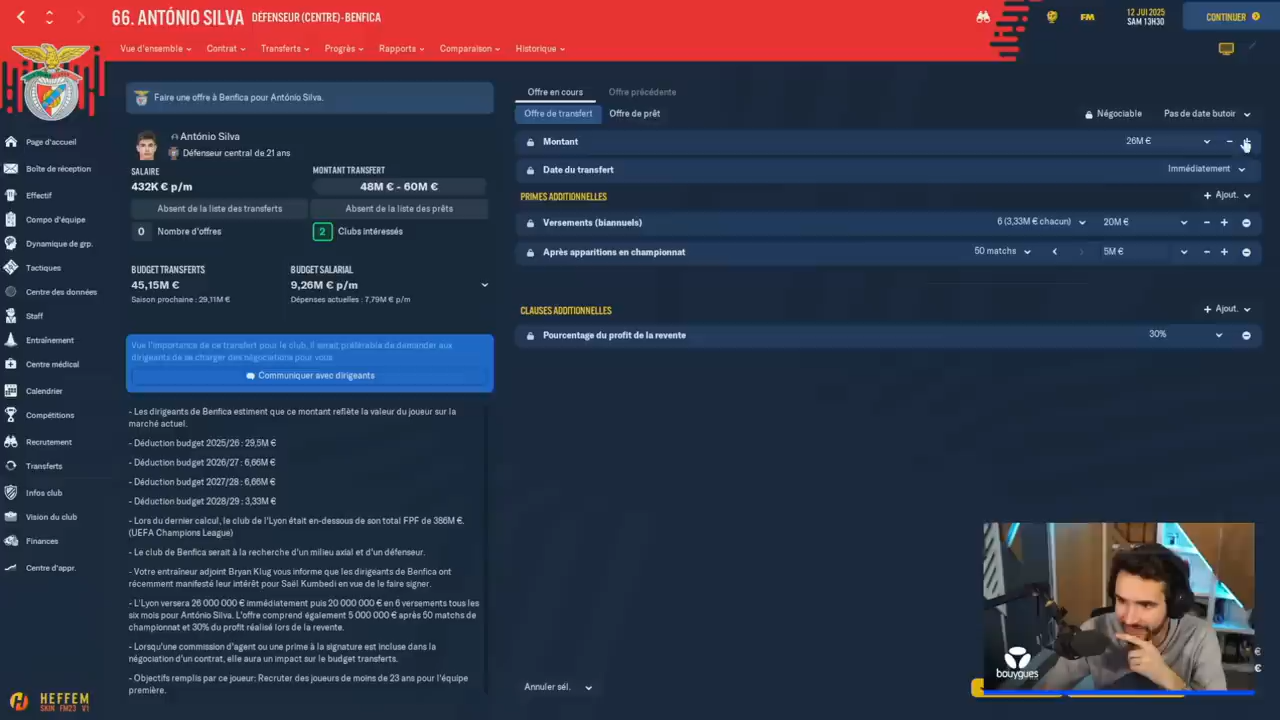 66. ANTÓNIO SILVA DÉFENSEUR (CENTRE)-BENFICA
FM
12 JUI 2025
SAM 13H30
CONTINUER
Vue d'ensemble
Contrat
Transferts
Progrès
Rapports
Comparaison
Historique
Page d'accueil
Boîte de réception
Effectif
Compo d'équipe
Dynamique de grp.
Tactiques
Centre des données
Staff
Entraînement
Centre médical
Calendrier
Compétitions
Recrutement
Transferts
Infos club
Vision du club
Finances
Centre d'appr.
HEFFEM
SKIN FM23 V1
Faire une offre à Benfica pour António Silva.
António Silva
Défenseur central de 21 ans
SALAIRE
432K € p/m
MONTANT TRANSFERT
48M € - 60M €
Absent de la liste des transferts
Absent de la liste des prêts
0 Nombre d'offres
2 Clubs intéressés
BUDGET TRANSFERTS
45,15M €
Saison prochaine : 29,11M €
BUDGET SALARIAL
9,26M € p/m
Dépenses actuelles : 7,79M € p/m
Vue l'importance de ce transfert pour le club, il serait préférable de demander aux
dirigeants de se charger des négociations pour vous.
Communiquer avec dirigeants
- Les dirigeants de Benfica estiment que ce montant reflète la valeur du joueur sur la
marché actuel.
- Déduction budget 2025/26 : 29,5M €
- Déduction budget 2026/27 : 6,66M €
- Déduction budget 2027/28 : 6,66M €
- Déduction budget 2028/29 : 3,33M €
- Lors du dernier calcul, le club de l'Lyon était en-dessous de son total FPF de 386M €.
(UEFA Champions League)
- Le club de Benfica serait à la recherche d'un milieu axial et d'un défenseur.
- Votre entraîneur adjoint Bryan Klug vous informe que les dirigeants de Benfica ont
récemment manifesté leur intérêt pour Saël Kumbedi en vue de le faire signer.
- L'Lyon versera 26 000 000 € immédiatement puis 20 000 000 € en 6 versements tous les
six mois pour António Silva. L'offre comprend également 5 000 000 € après 50 matchs de
championnat et 30% du profit réalisé lors de la revente.
- Lorsqu'une commission d'agent ou une prime à la signature est incluse dans la
négociation d'un contrat, elle aura un impact sur le budget transferts.
- Objectifs remplis par ce joueur: Recruter des joueurs de moins de 23 ans pour l'équipe
première.
Offre en cours
Offre précédente
Offre de transfert
Offre de prêt
Négociable
Pas de date butoir
Montant 26M €
Date du transfert Immédiatement
PRIMES ADDITIONNELLES
Ajout.
Versements (biannuels) 6 (3,33M € chacun) 20M €
Après apparitions en championnat 50 matchs 5M €
CLAUSES ADDITIONNELLES
Ajout.
Pourcentage du profit de la revente 30%
Annuler sél.
bouygues
€
€